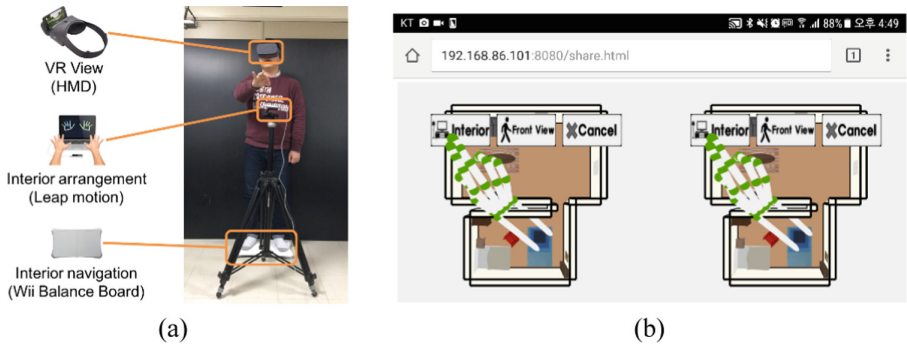 VR View
(HMD)
Interior arrangement
(Leap motion)
Interior navigation
(Wii Balance Board)
(a)
KT 88% 오후 4:49
192.168.86.101:8080/share.html
1
Interior Front View Cancel
Interior Front View Cancel
(b)